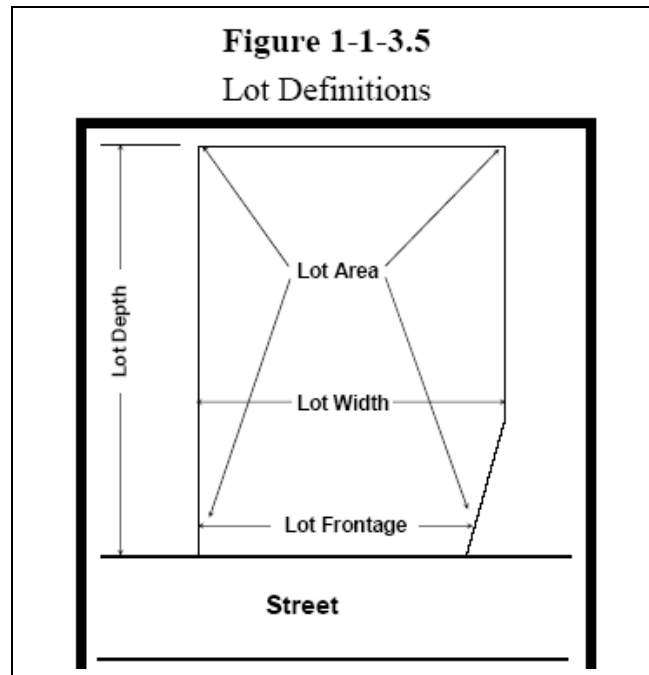 Figure 1-1-3.5
Lot Definitions
Lot Area
Lot Depth
Lot Width
Lot Frontage
Street